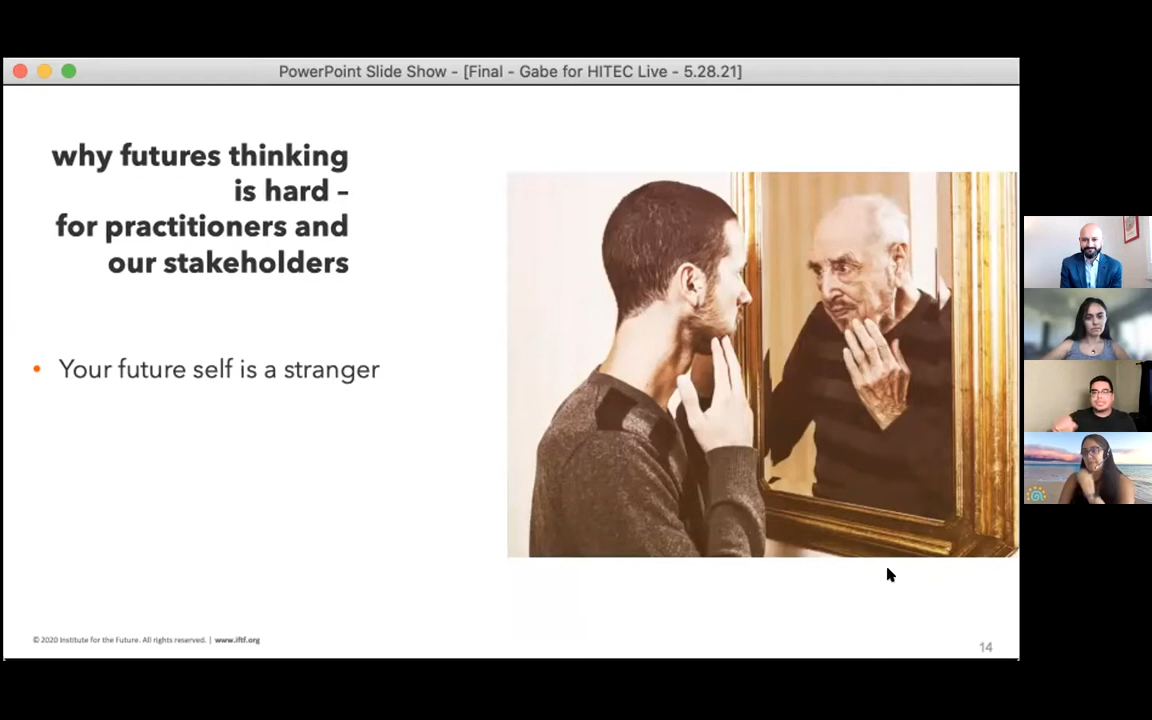 PowerPoint Slide Show - [Final - Gabe for HITEC Live - 5.28.21]
why futures thinking
is hard –
for practitioners and
our stakeholders
• Your future self is a stranger
© 2020 Institute for the Future. All rights reserved. | www.iftf.org
14